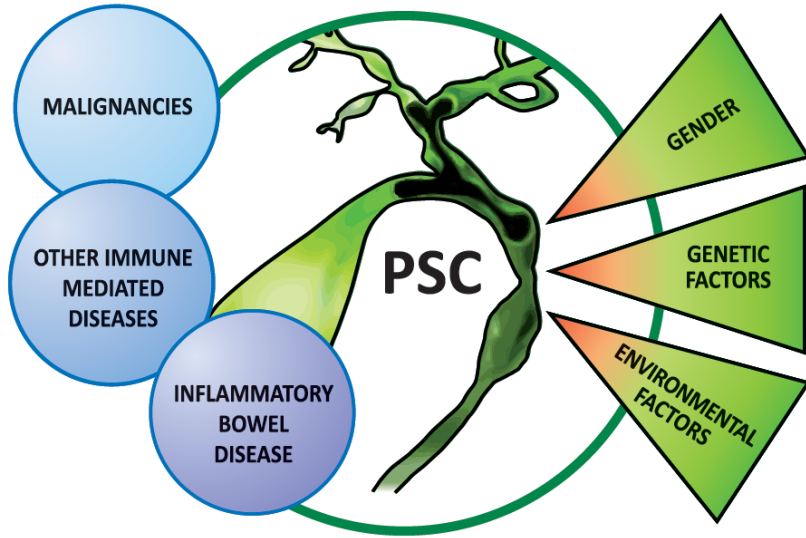 MALIGNANCIES
OTHER IMMUNE
MEDIATED
DISEASES
INFLAMMATORY
BOWEL
DISEASE
PSC
GENDER
GENETIC
FACTORS
ENVIRONMENTAL
FACTORS